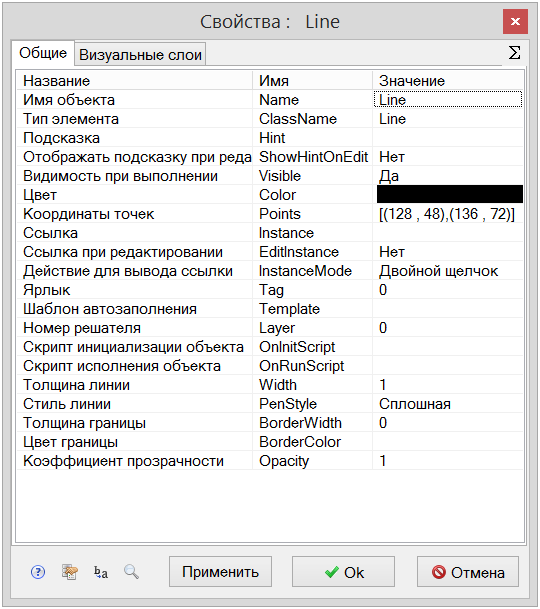 Свойства : Line
Общие Визуальные слои Σ
Название Имя Значение
Имя объекта Name Line
Тип элемента ClassName Line
Подсказка Hint
Отображать подсказку при реда ShowHintOnEdit Нет
Видимость при выполнении Visible Да
Цвет Color
Координаты точек Points [(128 , 48),(136 , 72)]
Ссылка Instance
Ссылка при редактировании EditInstance Нет
Действие для вывода ссылки InstanceMode Двойной щелчок
Ярлык Tag 0
Шаблон автозаполнения Template
Номер решателя Layer 0
Скрипт инициализации объекта OnInitScript
Скрипт исполнения объекта OnRunScript
Толщина линии Width 1
Стиль линии PenStyle Сплошная
Толщина границы BorderWidth 0
Цвет границы BorderColor
Коэффициент прозрачности Opacity 1
? b a Применить Ok Отмена